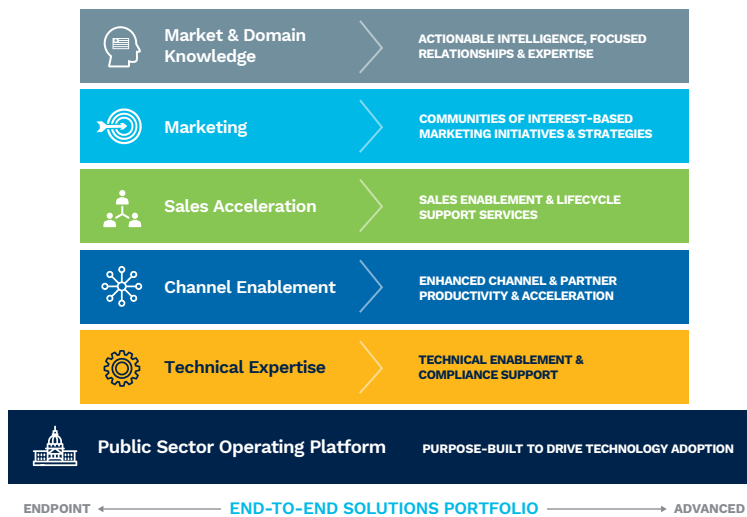 Market & Domain
Knowledge
ACTIONABLE INTELLIGENCE, FOCUSED
RELATIONSHIPS & EXPERTISE
Marketing
COMMUNITIES OF INTEREST-BASED
MARKETING INITIATIVES & STRATEGIES
Sales Acceleration
SALES ENABLEMENT & LIFECYCLE
SUPPORT SERVICES
Channel Enablement
ENHANCED CHANNEL & PARTNER
PRODUCTIVITY & ACCELERATION
Technical Expertise
TECHNICAL ENABLEMENT &
COMPLIANCE SUPPORT
Public Sector Operating Platform
PURPOSE-BUILT TO DRIVE TECHNOLOGY ADOPTION
ENDPOINT
END-TO-END SOLUTIONS PORTFOLIO
ADVANCED